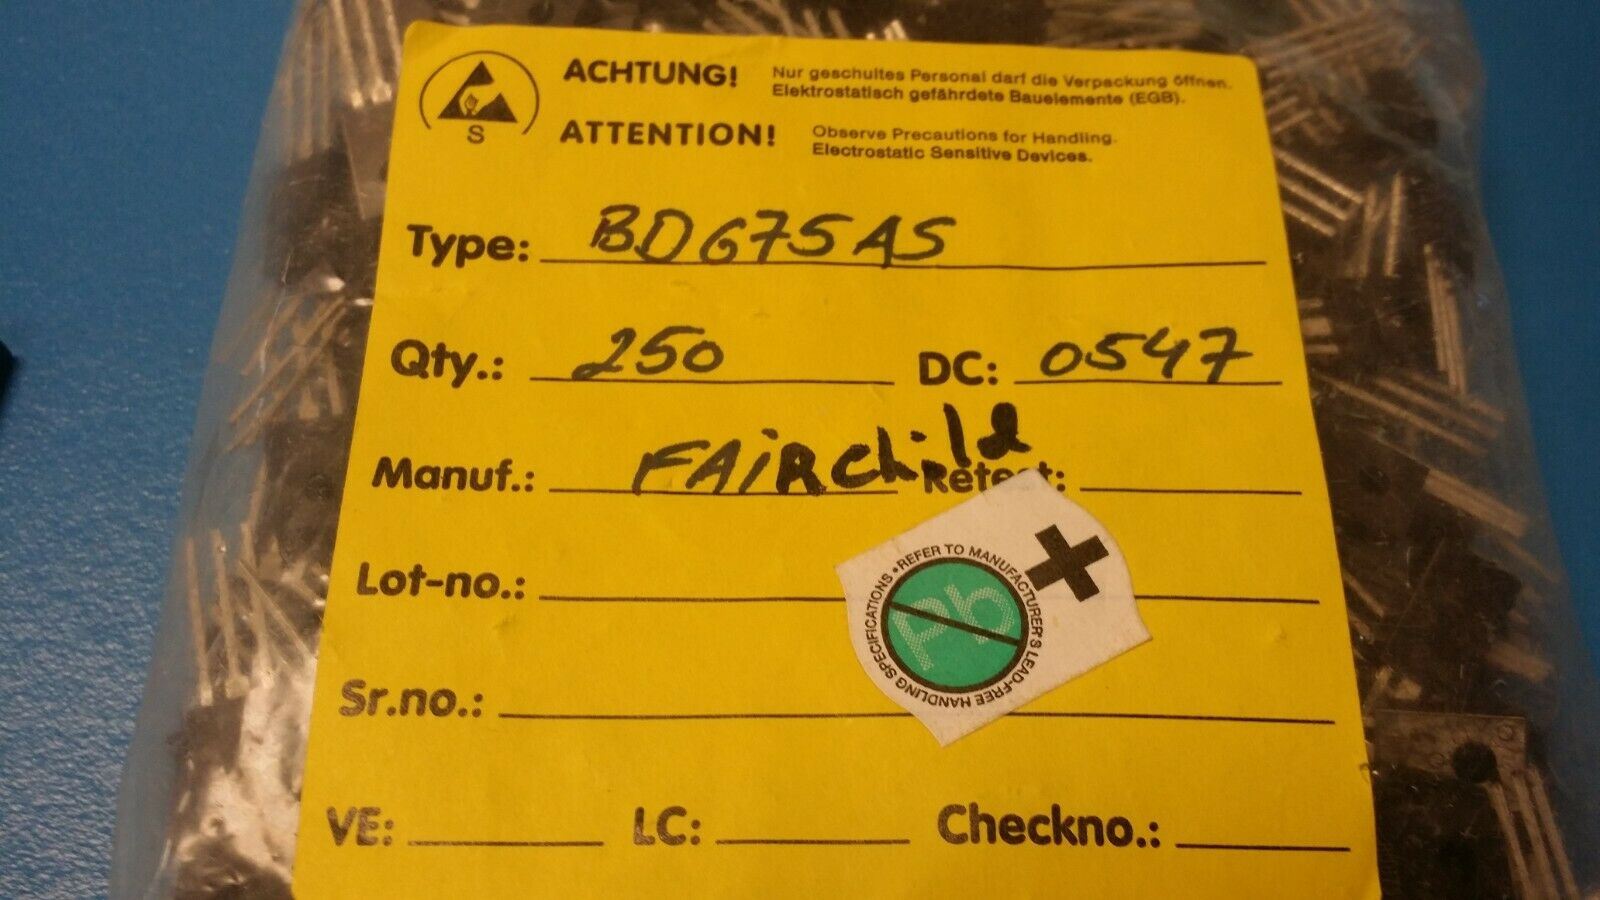 ACHTUNG! Nur geschultes Personal darf die Verpackung öffnen.
Elektrostatisch gefährdete Bauelemente (EGB).
S
ATTENTION! Observe Precautions for Handling.
Electrostatic Sensitive Devices.
Type: BD675AS
Qty.: 250 DC: 0547
Manuf.: FAiRchild Retest:
Lot-no.:
• REFER TO MANUFACTURER'S LEAD-FREE HANDLING SPECIFICATIONS
Pb
Sr.no.:
VE: LC: Checkno.: